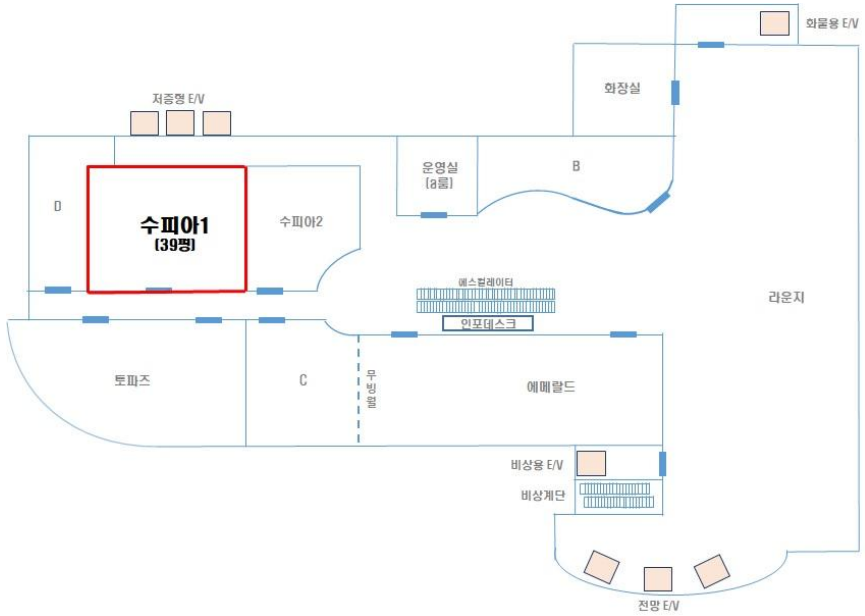 화물용 E/V
화장실
저층형 E/V
운영실
(a룸)
B
D
수피아1
(39평)
수피아2
에스컬레이터
인포데스크
라운지
토파즈
C
무빙월
에메랄드
비상용 E/V
비상계단
전망 E/V